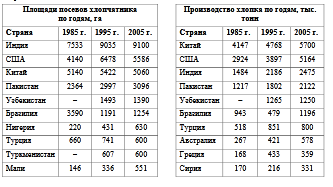 Площади посевов хлопчатника
по годам, га
Страна 1985 г. 1995 г. 2005 г.
Индия 7533 9035 9100
США 4140 6478 5586
Китай 5140 5422 5060
Пакистан 2364 2997 3096
Узбекистан - 1493 1390
Бразилия 3590 1191 1254
Нигерия 220 431 630
Турция 660 741 600
Туркменистан - 607 600
Мали 146 336 551
Производство хлопка по годам, тыс.
тонн
Страна 1985 г. 1995 г. 2005 г.
Китай 4147 4768 5700
США 2924 3897 5164
Индия 1484 2186 2475
Пакистан 1217 1802 2122
Узбекистан - 1265 1250
Бразилия 943 479 1196
Турция 518 851 800
Австралия 267 421 578
Греция 168 433 359
Сирия 170 216 331